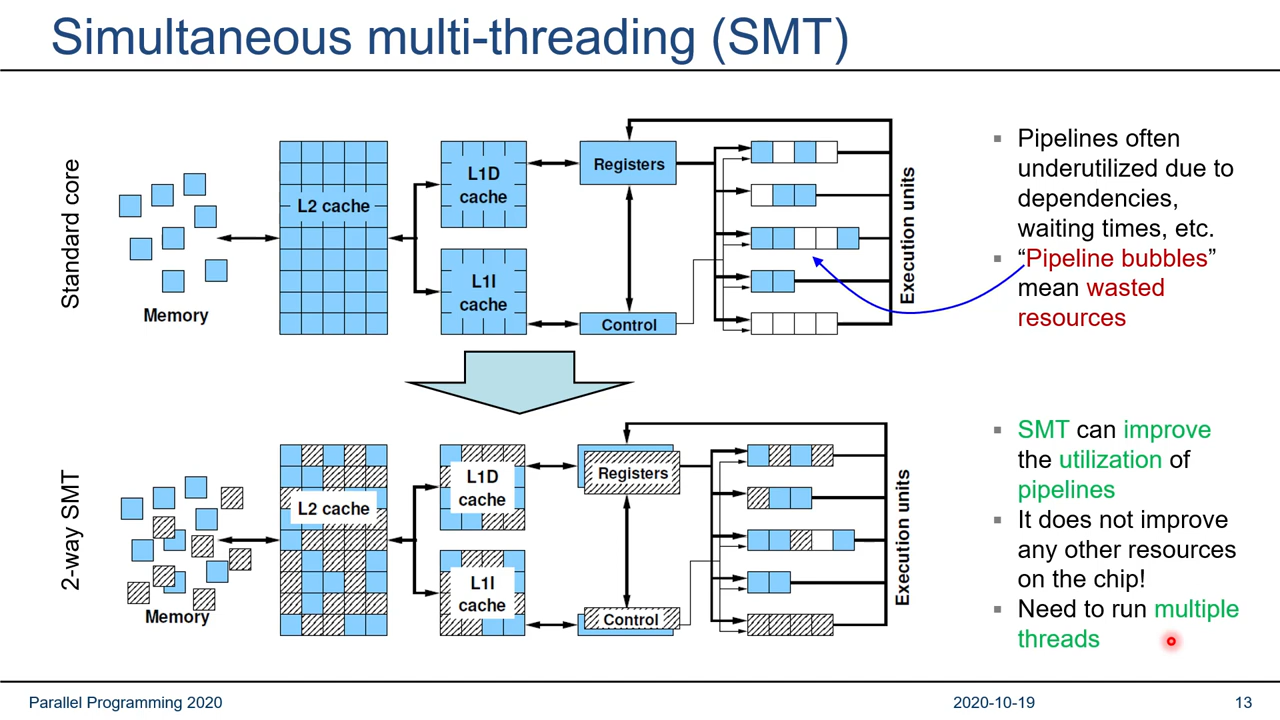 Simultaneous multi-threading (SMT)
Standard core
Memory
L2 cache
L1D
cache
L1I
cache
Registers
Control
Execution units
▪ Pipelines often
underutilized due to
dependencies,
waiting times, etc.
▪ “Pipeline bubbles”
mean wasted
resources
2-way SMT
Memory
L2 cache
L1D
cache
L1I
cache
Registers
Control
Execution units
▪ SMT can improve
the utilization of
pipelines
▪ It does not improve
any other resources
on the chip!
▪ Need to run multiple
threads
Parallel Programming 2020
2020-10-19
13